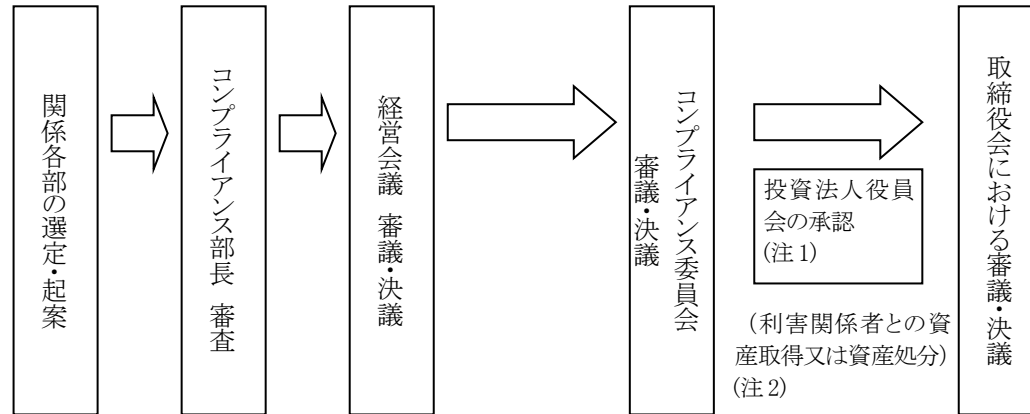 関係各部の選定・起案
コンプライアンス部長 審査
経営会議 審議・決議
コンプライアンス委員会
審議・決議
投資法人役員
会の承認
(注1)
(利害関係者との資
産取得又は資産処分)
(注2)
取締役会における審議・決議